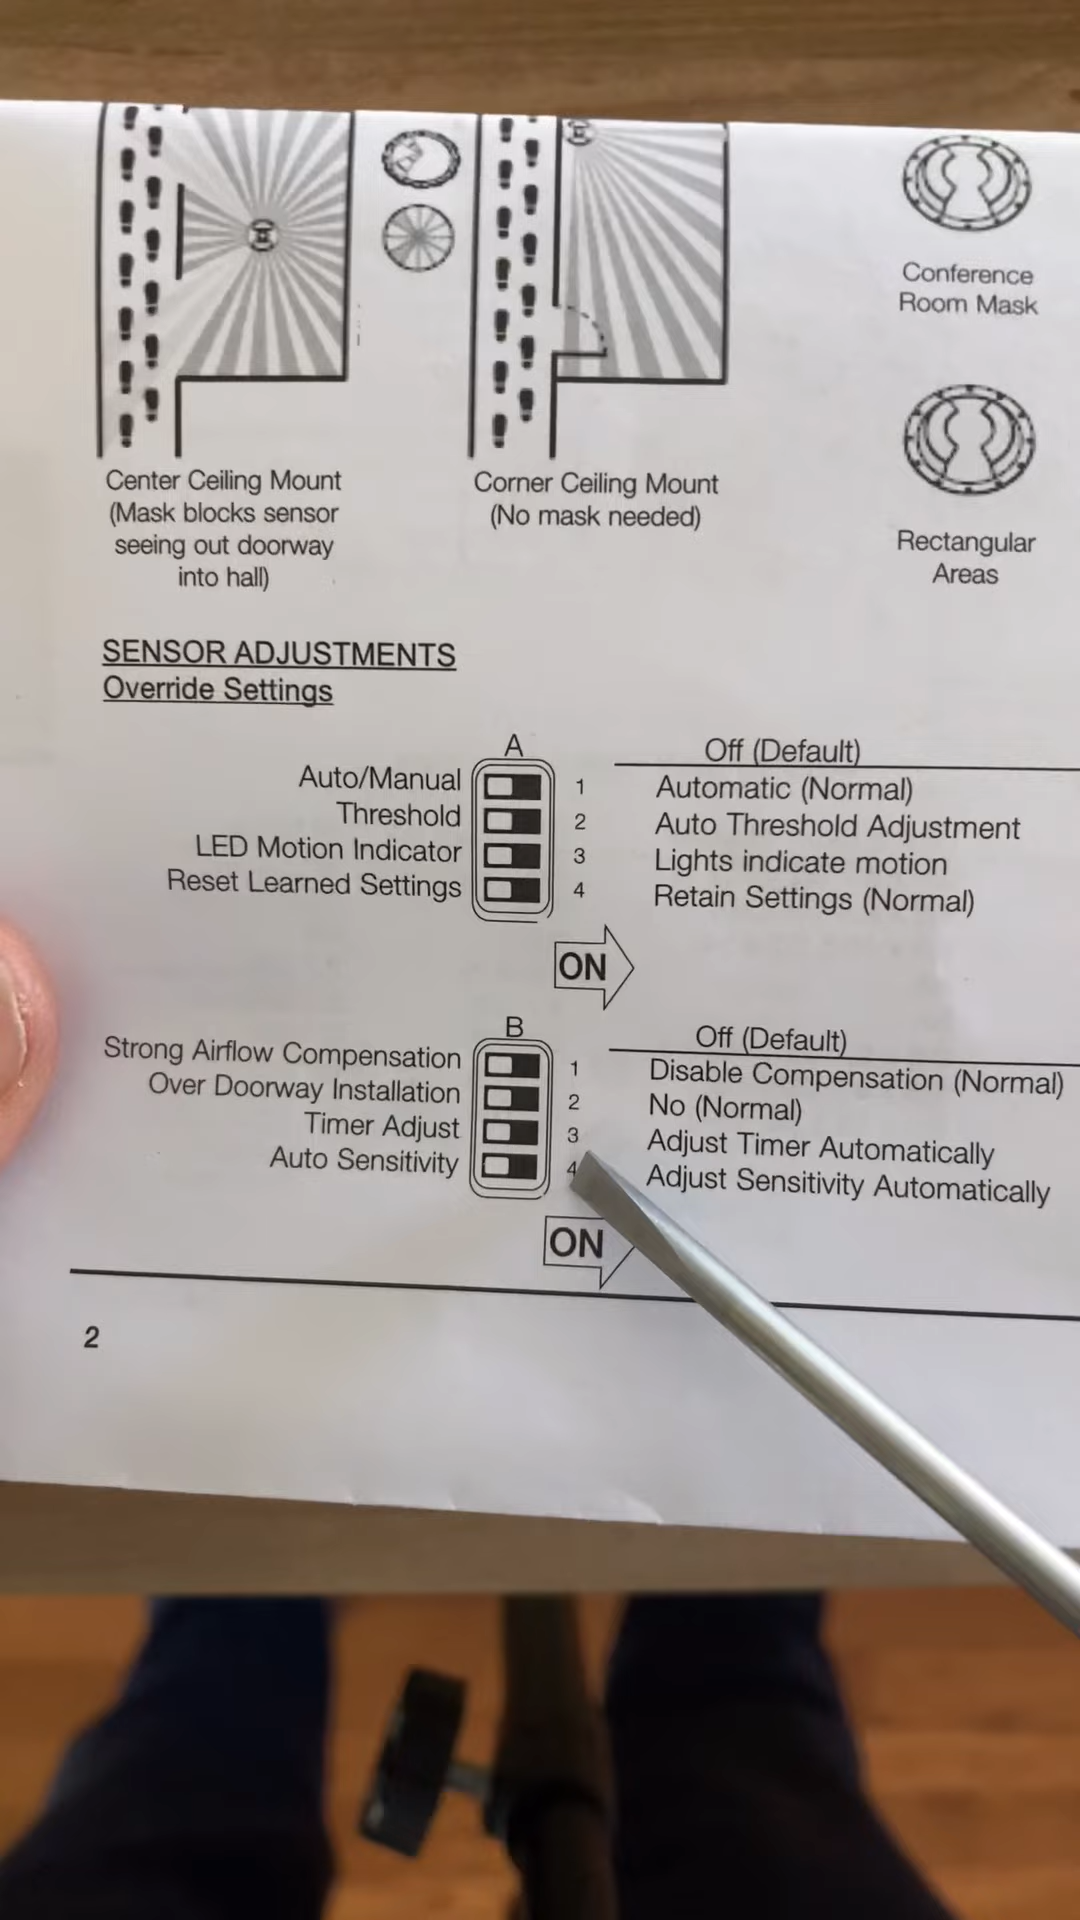 Conference
Room Mask
Center Ceiling Mount
(Mask blocks sensor
seeing out doorway
into hall)
Corner Ceiling Mount
(No mask needed)
Rectangular
Areas
SENSOR ADJUSTMENTS
Override Settings
A
Off (Default)
Auto/Manual 1 Automatic (Normal)
Threshold 2 Auto Threshold Adjustment
LED Motion Indicator 3 Lights indicate motion
Reset Learned Settings 4 Retain Settings (Normal)
ON
B
Off (Default)
Strong Airflow Compensation 1 Disable Compensation (Normal)
Over Doorway Installation 2 No (Normal)
Timer Adjust 3 Adjust Timer Automatically
Auto Sensitivity 4 Adjust Sensitivity Automatically
ON
2